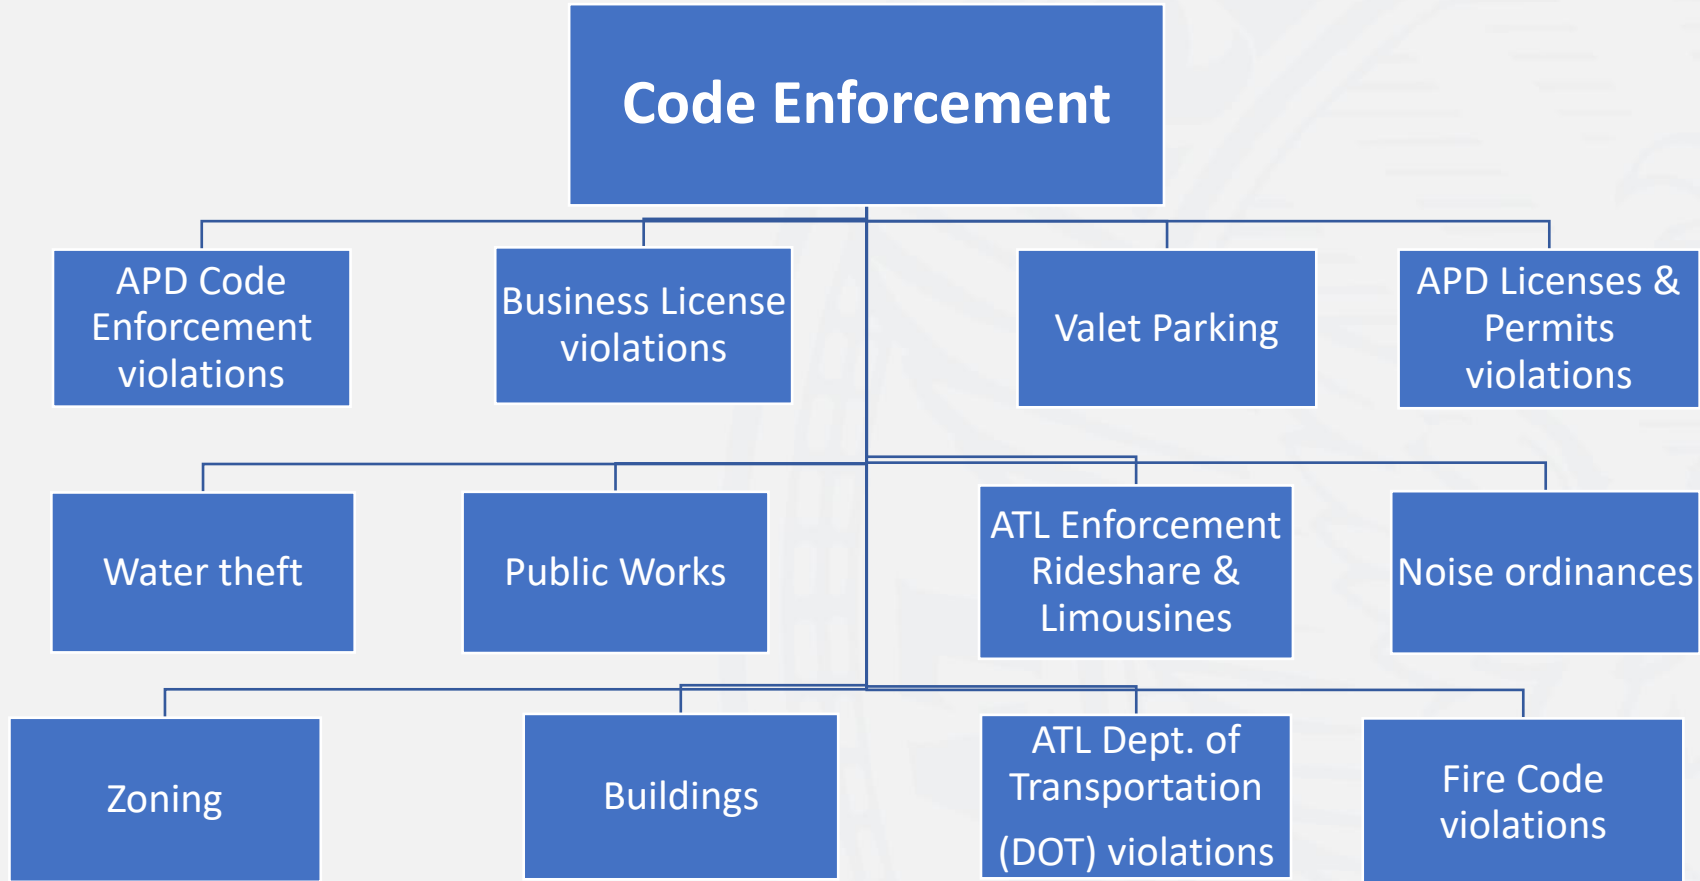 Code Enforcement
APD Code
Enforcement
violations
Business License
violations
Valet Parking
APD Licenses &
Permits
violations
Water theft
Public Works
ATL Enforcement
Rideshare &
Limousines
Noise ordinances
Zoning
Buildings
ATL Dept. of
Transportation
(DOT) violations
Fire Code
violations